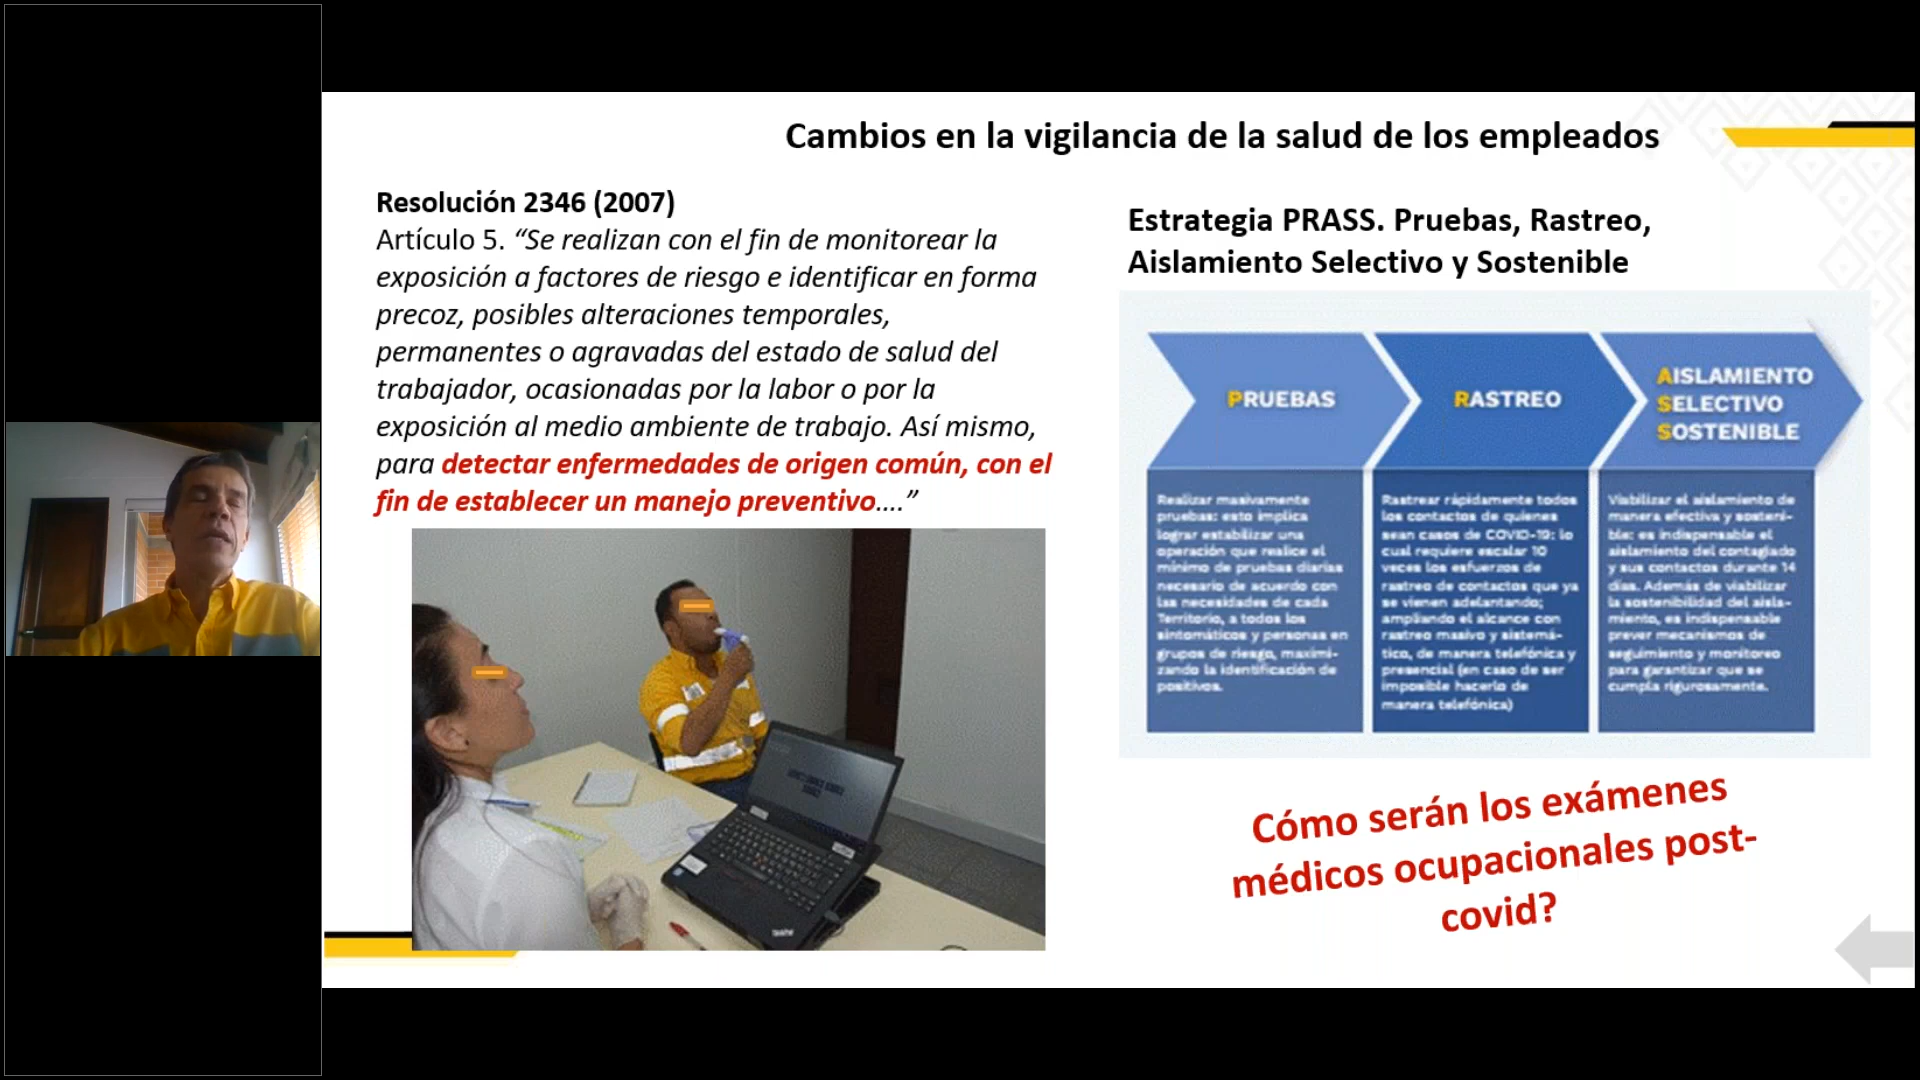 Cambios en la vigilancia de la salud de los empleados
Resolución 2346 (2007)
Artículo 5. “Se realizan con el fin de monitorear la
exposición a factores de riesgo e identificar en forma
precoz, posibles alteraciones temporales,
permanentes o agravadas del estado de salud del
trabajador, ocasionadas por la labor o por la
exposición al medio ambiente de trabajo. Así mismo,
para detectar enfermedades de origen común, con el
fin de establecer un manejo preventivo....”
Estrategia PRASS. Pruebas, Rastreo,
Aislamiento Selectivo y Sostenible
PRUEBAS
Realizar masivamente
pruebas: esto implica
lograr estabilizar una
operación que realice el
mínimo de pruebas diarias
necesario de acuerdo con
las necesidades de cada
Territorio, a todos los
sintomáticos y personas en
grupos de riesgo, maximi-
zando la identificación de
positivos.
RASTREO
Rastrear rápidamente todos
los contactos de quienes
sean casos de COVID-19: lo
cual requiere escalar 10
veces los esfuerzos de
rastreo de contactos que ya
se vienen adelantando;
ampliando el alcance con
rastreo masivo y sistemá-
tico, de manera telefónica y
presencial (en caso de ser
imposible hacerlo de
manera telefónica)
AISLAMIENTO
SELECTIVO
SOSTENIBLE
Viabilizar el aislamiento de
manera efectiva y sosteni-
ble: es indispensable el
aislamiento del contagiado
y sus contactos durante 14
días. Además de viabilizar
la sostenibilidad del aisla-
miento, es indispensable
prever mecanismos de
seguimiento y monitoreo
para garantizar que se
cumpla rigurosamente.
Cómo serán los exámenes
médicos ocupacionales post-
covid?